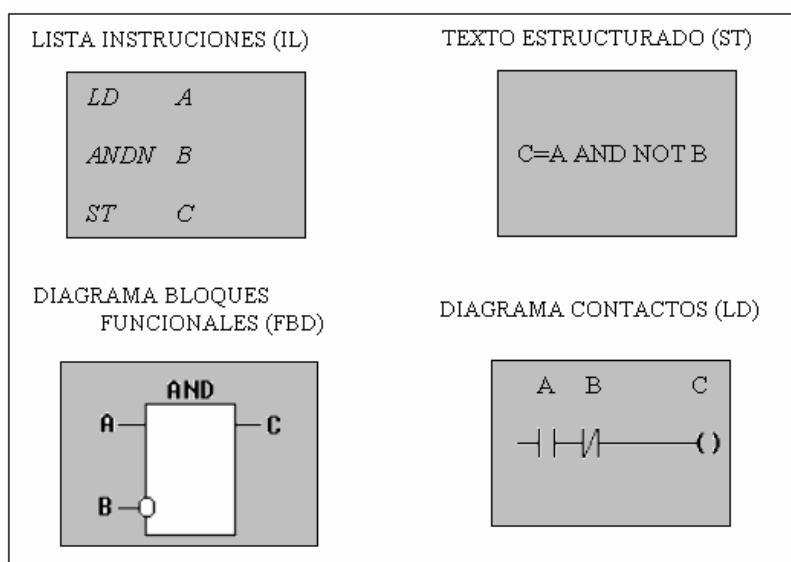 LISTA INSTRUCIONES (IL)
LD A
ANDN B
ST C
TEXTO ESTRUCTURADO (ST)
C=A AND NOT B
DIAGRAMA BLOQUES
FUNCIONALES (FBD)
AND
A
C
B
DIAGRAMA CONTACTOS (LD)
A B C